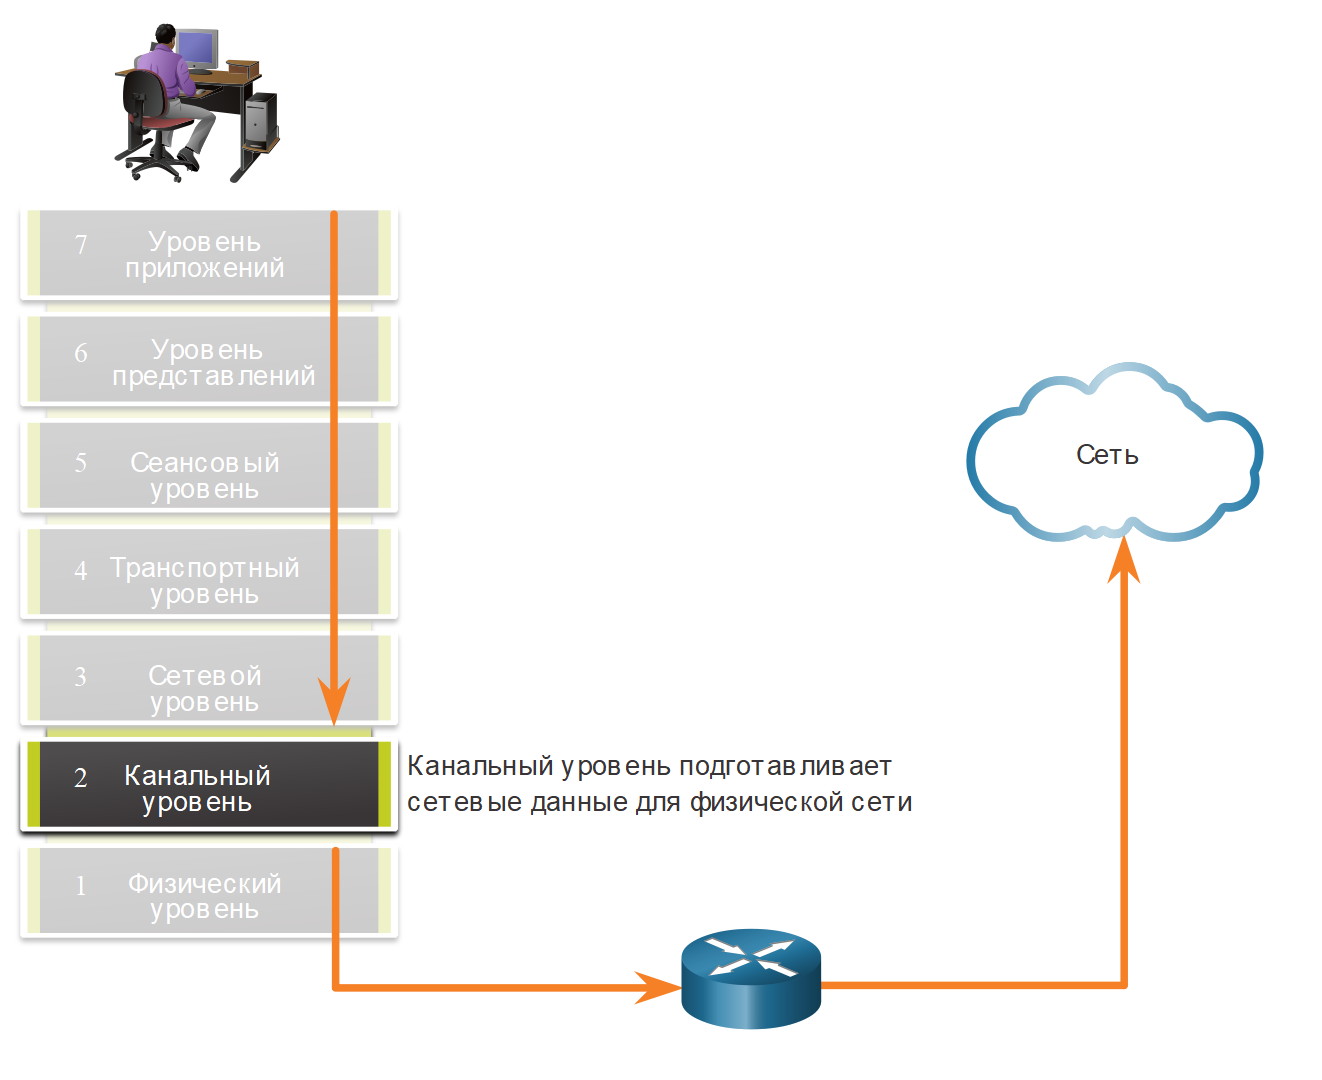 7 Уровень
приложений
6 Уровень
представлений
5 Сеансовый
уровень
4 Транспортный
уровень
3 Сетевой
уровень
2 Канальный
уровень
Канальный уровень подготавливает
сетевые данные для физической сети
1 Физический
уровень
Сеть